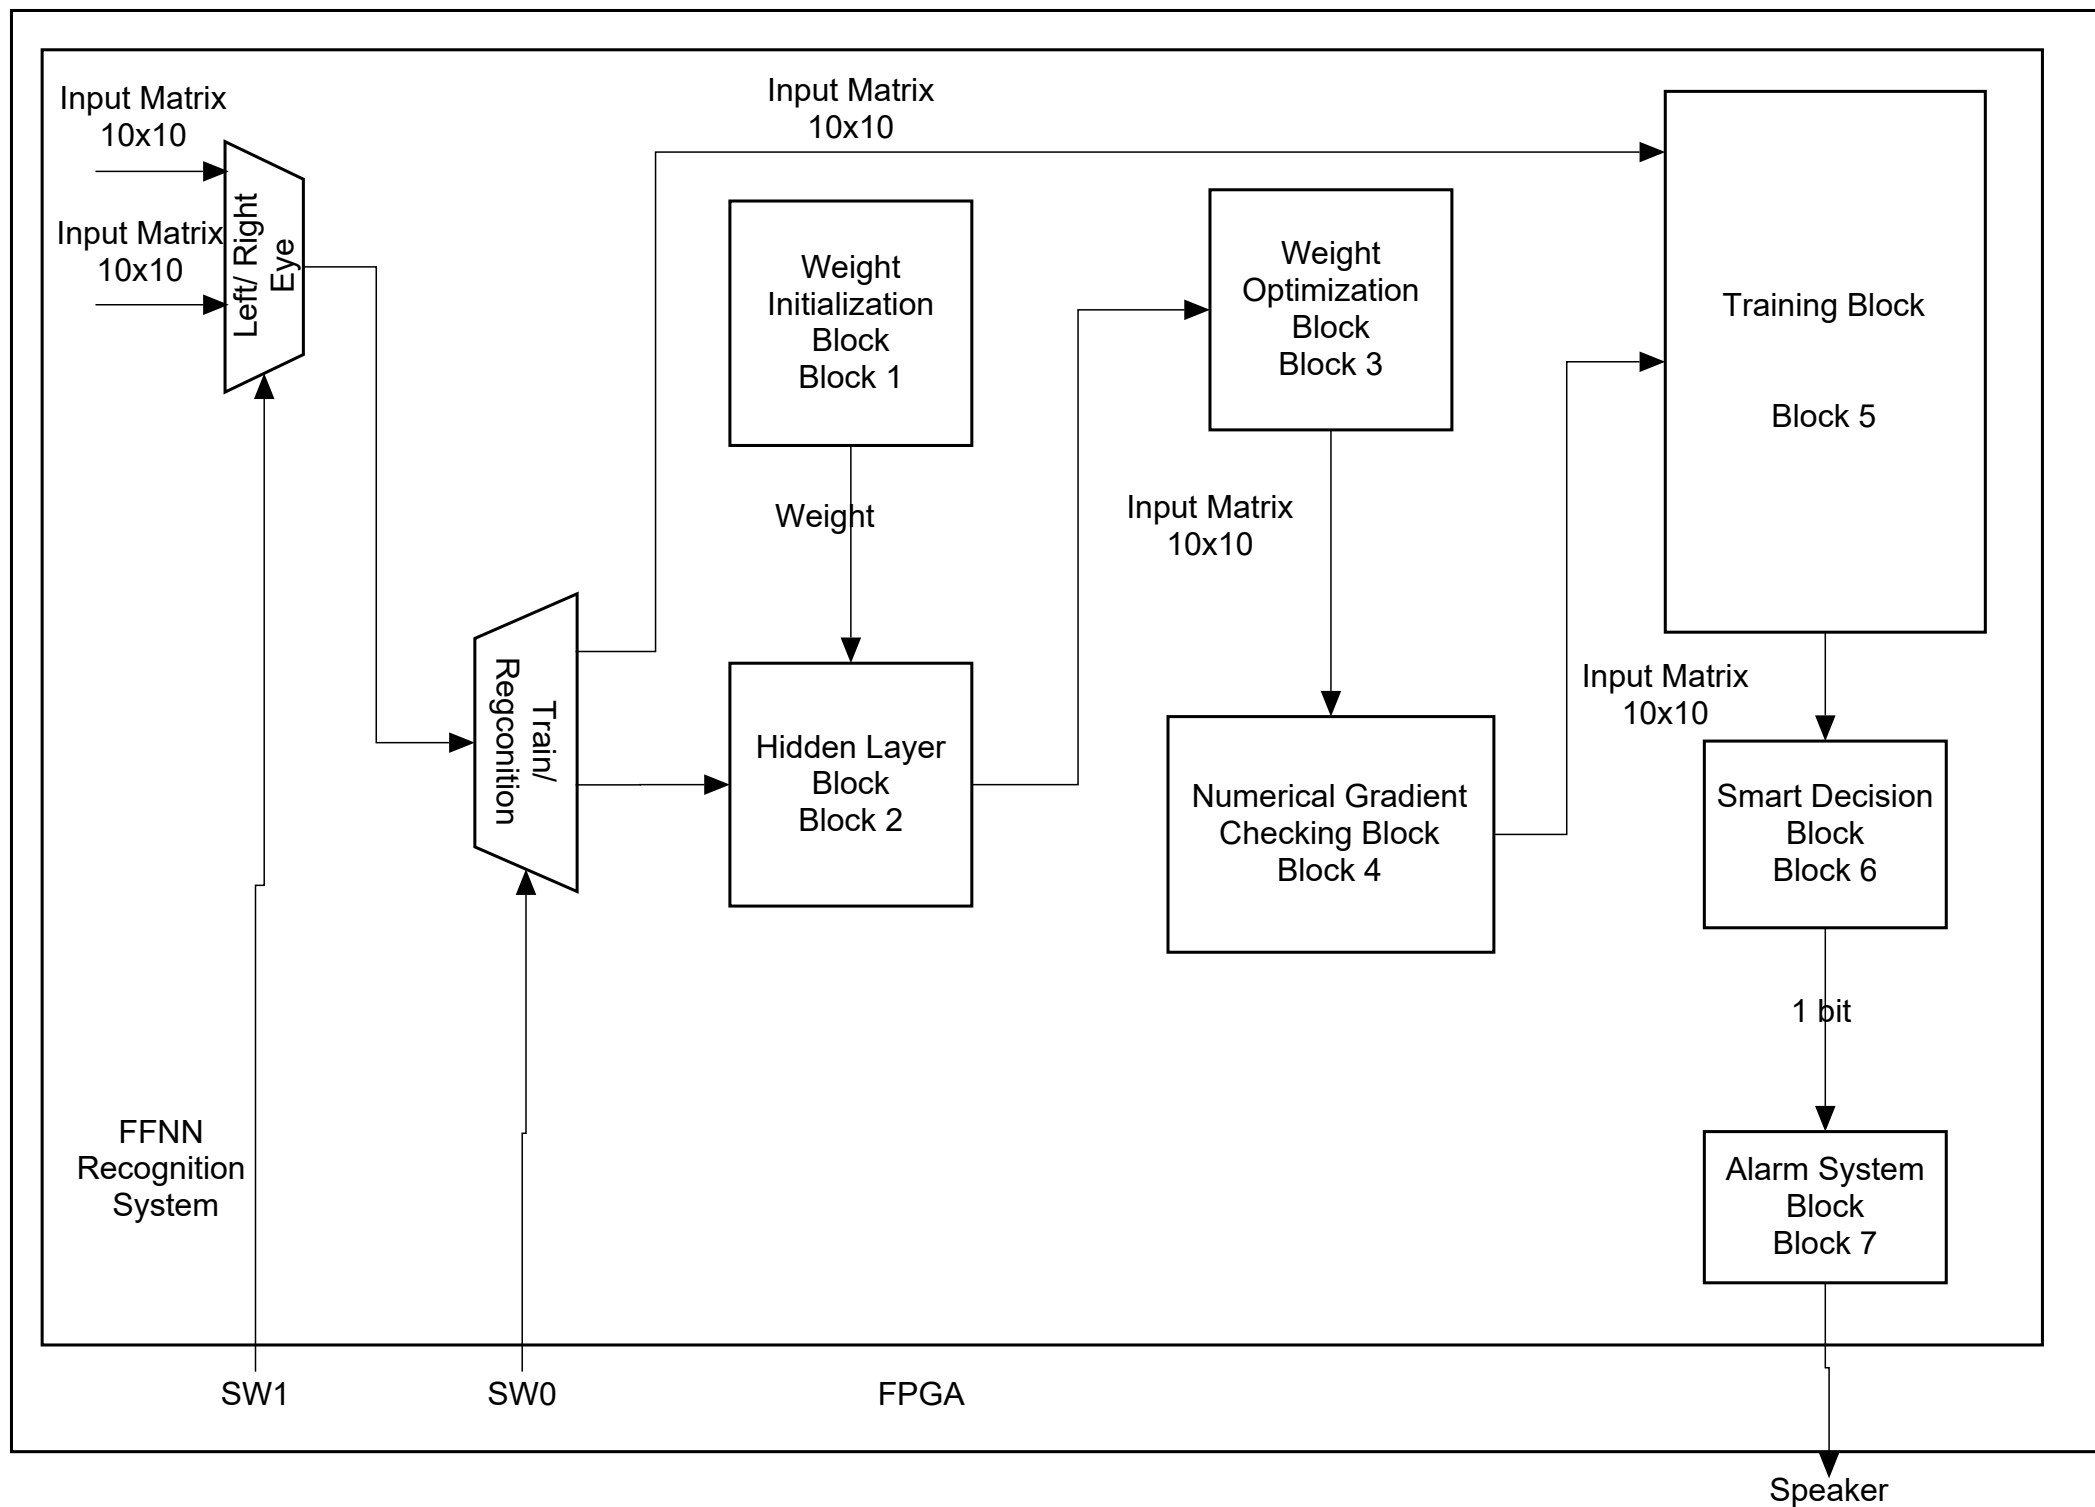 Input Matrix
10x10
Input Matrix
10x10
Left/ Right
Eye
Input Matrix
10x10
Weight
Initialization
Block
Block 1
Weight
Optimization
Block
Block 3
Training Block
Block 5
Weight
Input Matrix
10x10
Train/
Regconition
Hidden Layer
Block
Block 2
Numerical Gradient
Checking Block
Block 4
Input Matrix
10x10
Smart Decision
Block
Block 6
1 bit
FFNN
Recognition
System
Alarm System
Block
Block 7
SW1
SW0
FPGA
Speaker